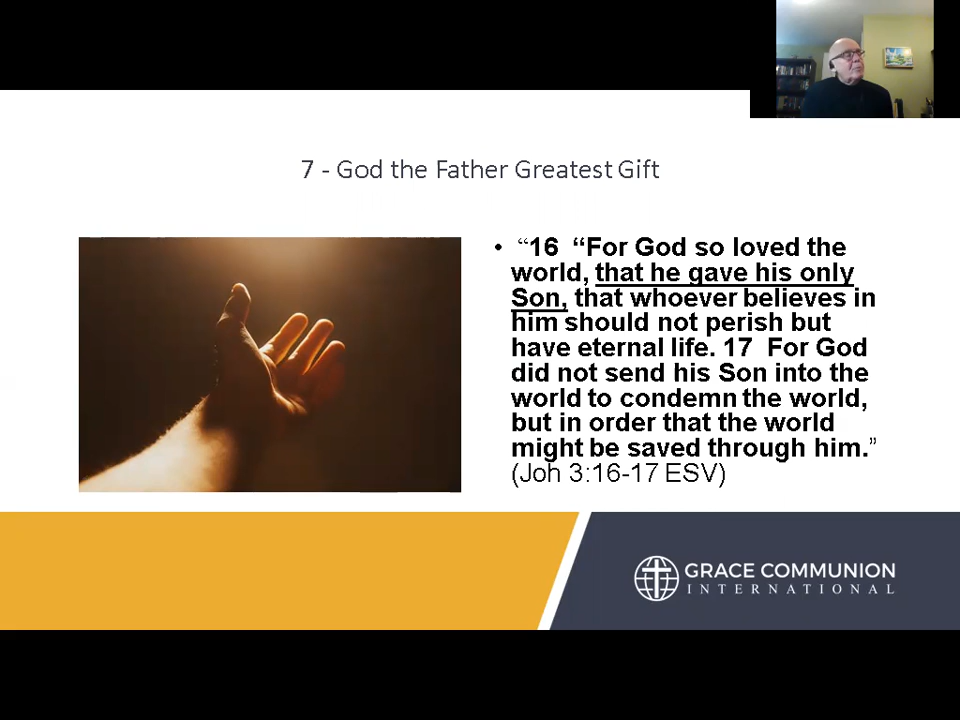 7 - God the Father Greatest Gift
• “16 “For God so loved the
world, that he gave his only
Son, that whoever believes in
him should not perish but
have eternal life. 17 For God
did not send his Son into the
world to condemn the world,
but in order that the world
might be saved through him.”
(Joh 3:16-17 ESV)
GRACE COMMUNION
INTERNATIONAL